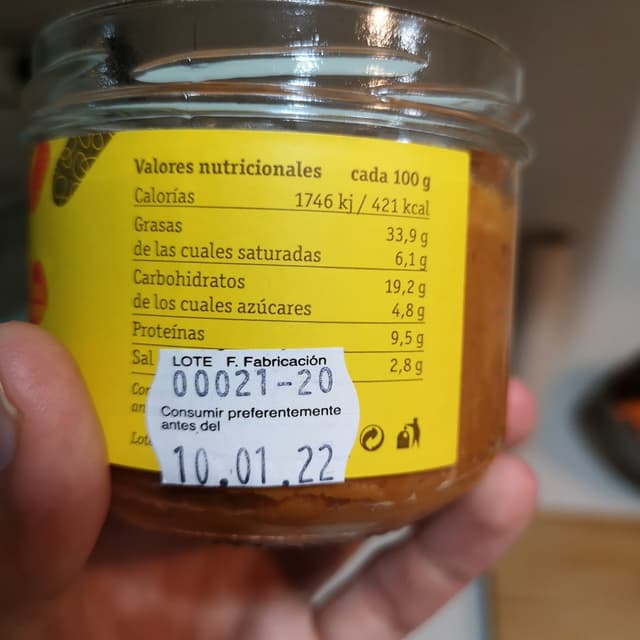 Valores nutricionales cada 100 g
Calorías 1746 kj / 421 kcal
Grasas 33,9 g
de las cuales saturadas 6,1 g
Carbohidratos 19,2 g
de los cuales azúcares 4,8 g
Proteínas 9,5 g
Sal 2,8 g
LOTE F. Fabricación
00021-20
Consumir preferentemente
antes del
10.01.22